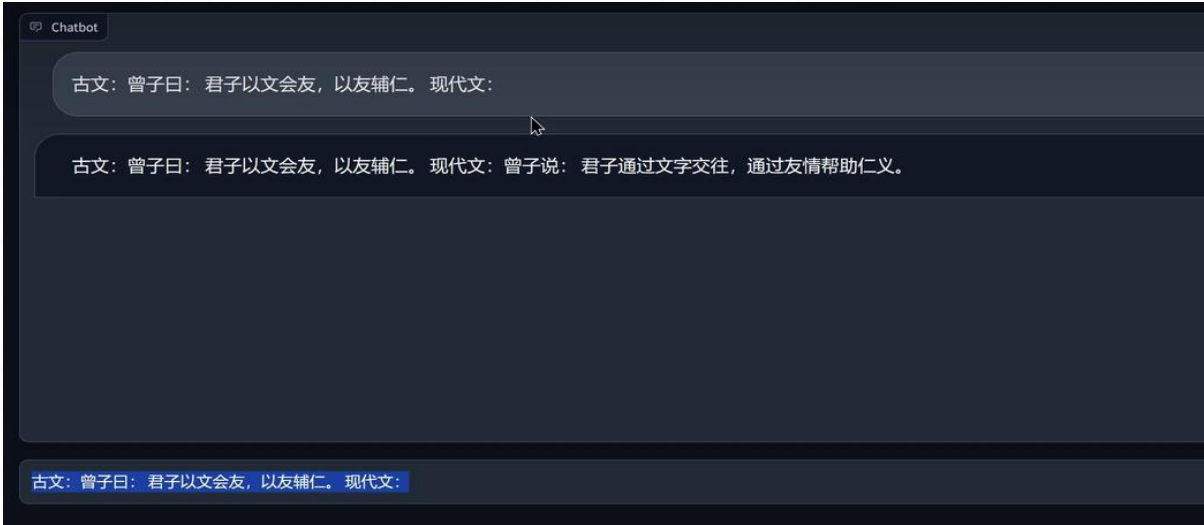 Chatbot
古文：曾子曰： 君子以文会友，以友辅仁。 现代文：
古文：曾子曰： 君子以文会友，以友辅仁。 现代文：曾子说： 君子通过文字交往，通过友情帮助仁义。
古文：曾子曰： 君子以文会友，以友辅仁。 现代文：